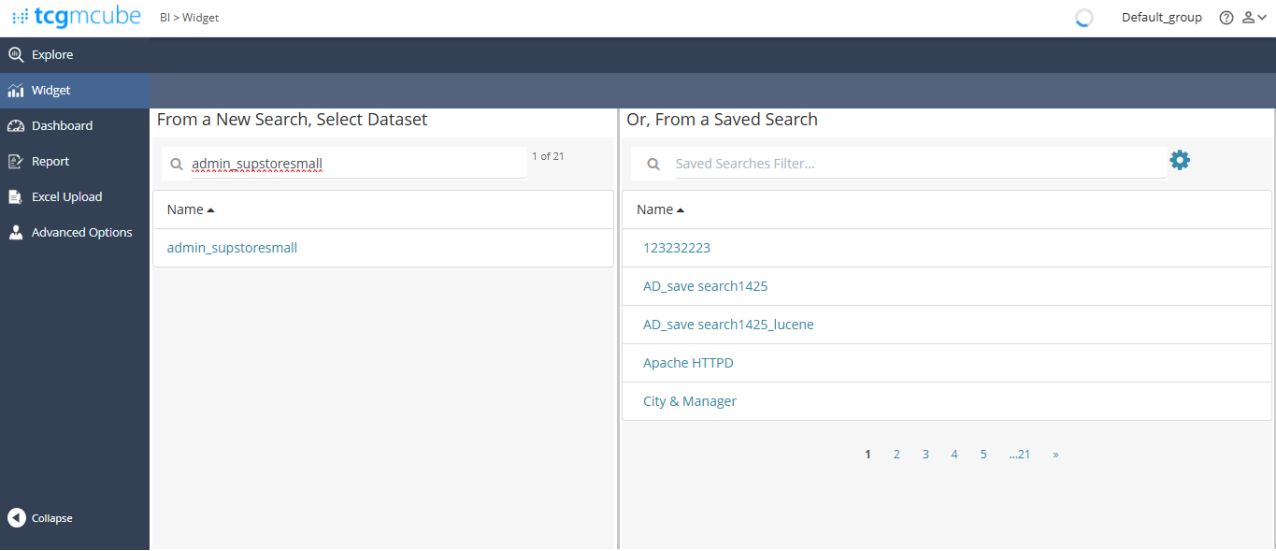 tcgmcube
BI > Widget
Default_group
Explore
Widget
Dashboard
Report
Excel Upload
Advanced Options
Collapse
From a New Search, Select Dataset
admin_supstoresmall
1 of 21
Name
admin_supstoresmall
Or, From a Saved Search
Saved Searches Filter...
Name
123232223
AD_save search1425
AD_save search1425_lucene
Apache HTTPD
City & Manager
1 2 3 4 5 ...21 »